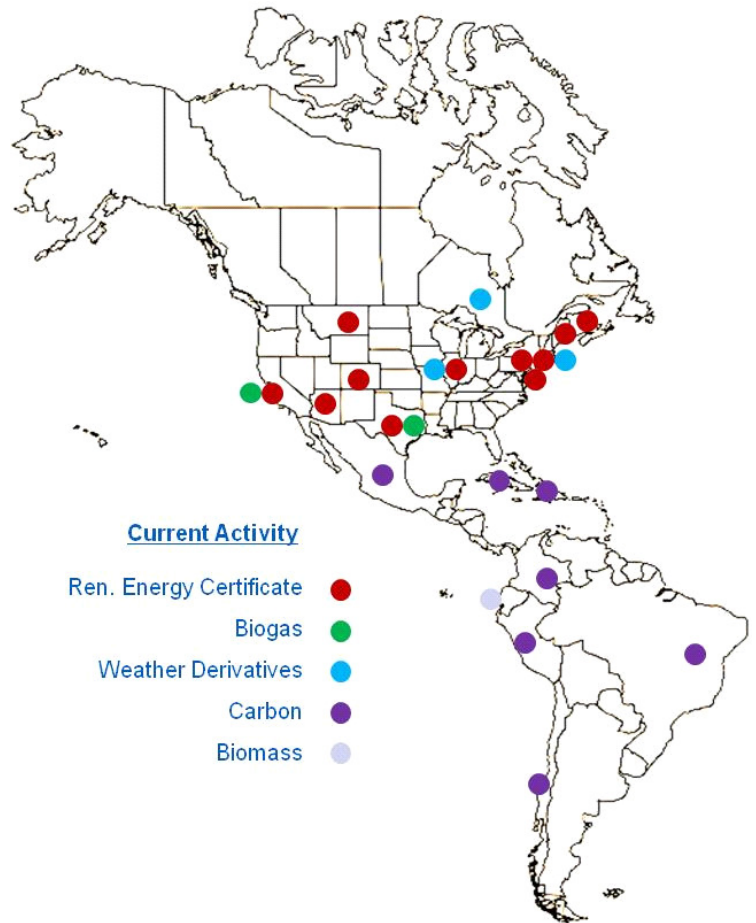 Current Activity
Ren. Energy Certificate
Biogas
Weather Derivatives
Carbon
Biomass